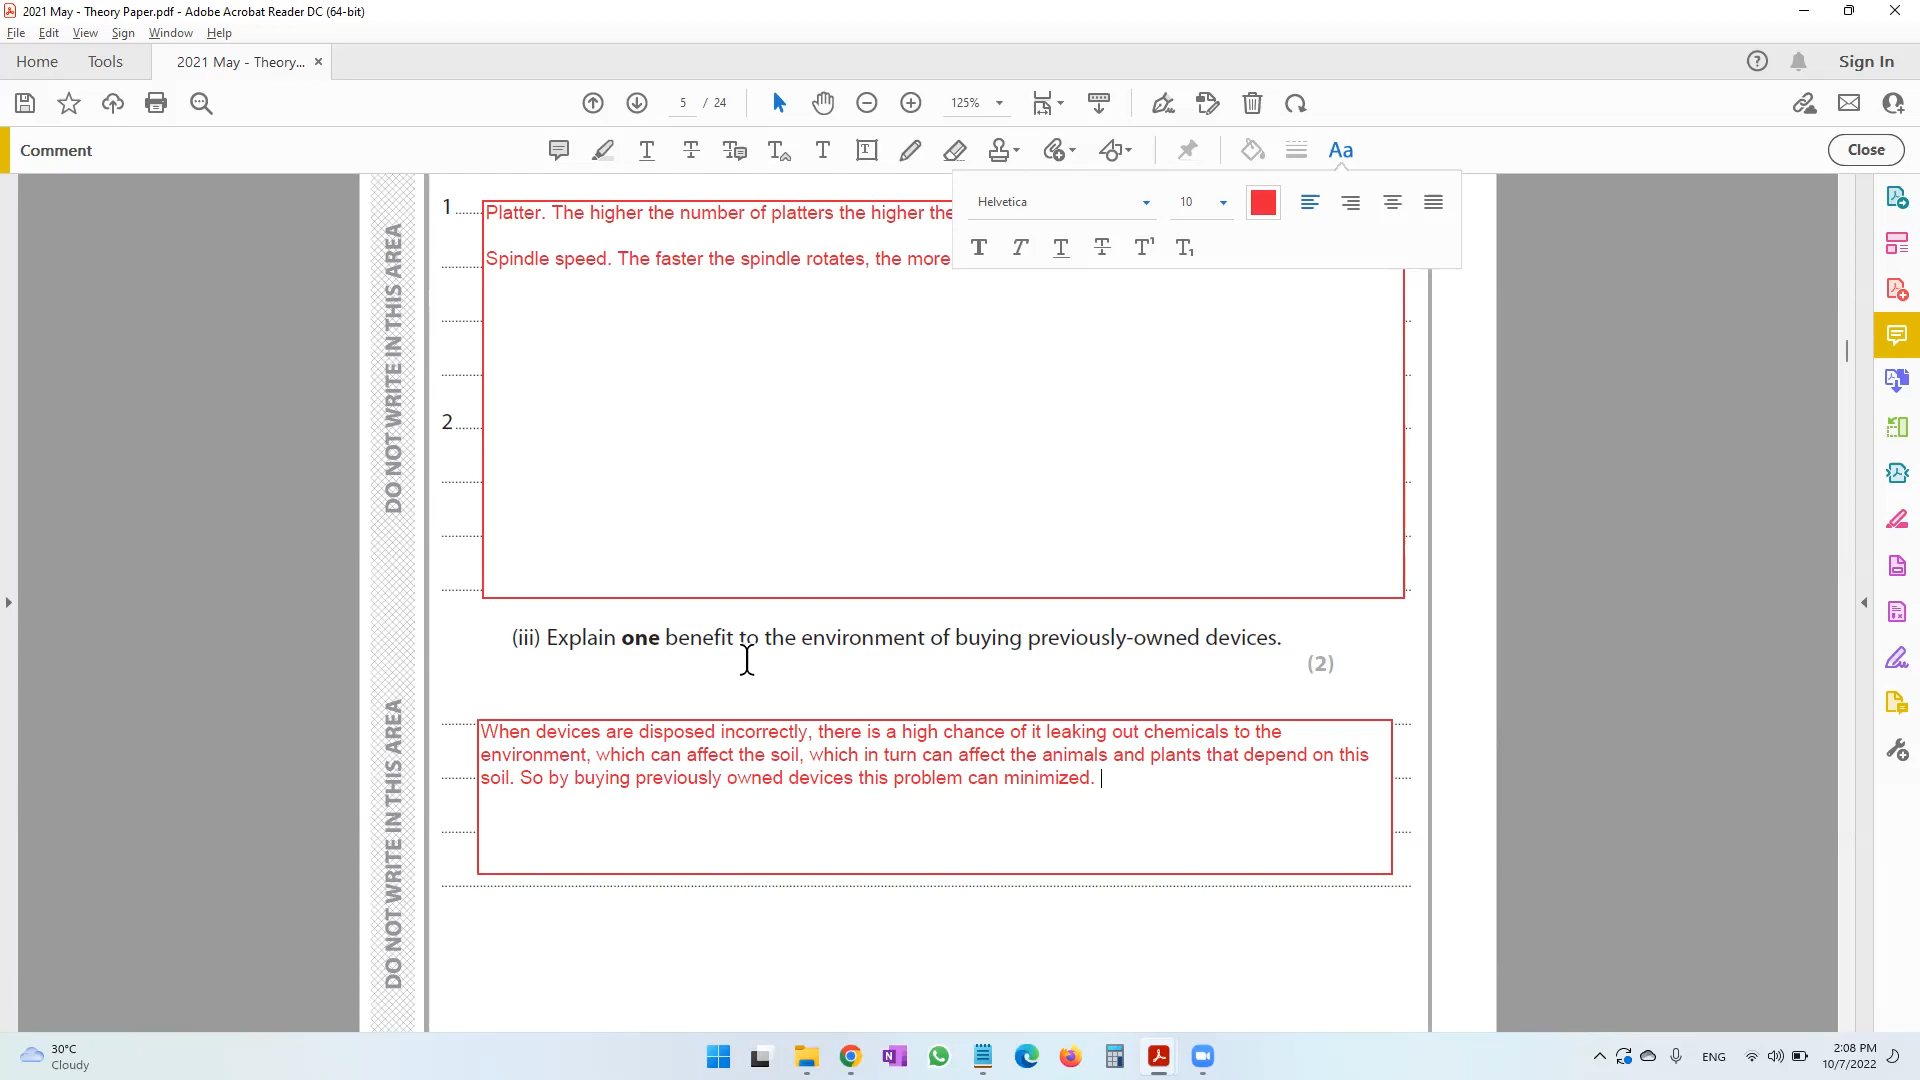 2021 May - Theory Paper.pdf - Adobe Acrobat Reader DC (64-bit)
File Edit View Sign Window Help
Home Tools 2021 May - Theory... × Sign In
5 / 24 125%
Comment Close
Helvetica 10
1 Platter. The higher the number of platters the higher the
Spindle speed. The faster the spindle rotates, the more
2
DO NOT WRITE IN THIS AREA
(iii) Explain one benefit to the environment of buying previously-owned devices.
(2)
When devices are disposed incorrectly, there is a high chance of it leaking out chemicals to the
environment, which can affect the soil, which in turn can affect the animals and plants that depend on this
soil. So by buying previously owned devices this problem can minimized.
DO NOT WRITE IN THIS AREA
30°C
Cloudy
ENG
2:08 PM
10/7/2022